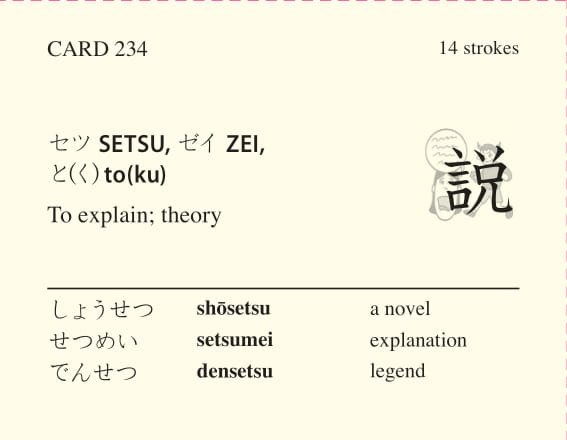 CARD 234
14 strokes
セツ SETSU, ゼイ ZEI,
と(く) to(ku)
To explain; theory
説
しょうせつ shōsetsu a novel
せつめい setsumei explanation
でんせつ densetsu legend